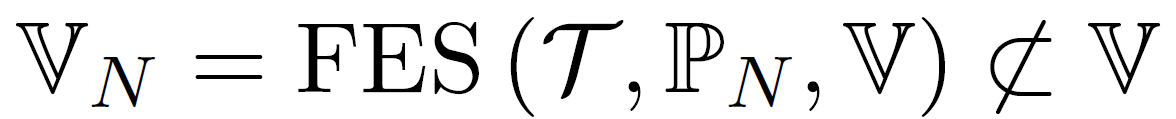 𝕍_N = FES (𝒯, ℙ_N, 𝕍) ⊄ 𝕍